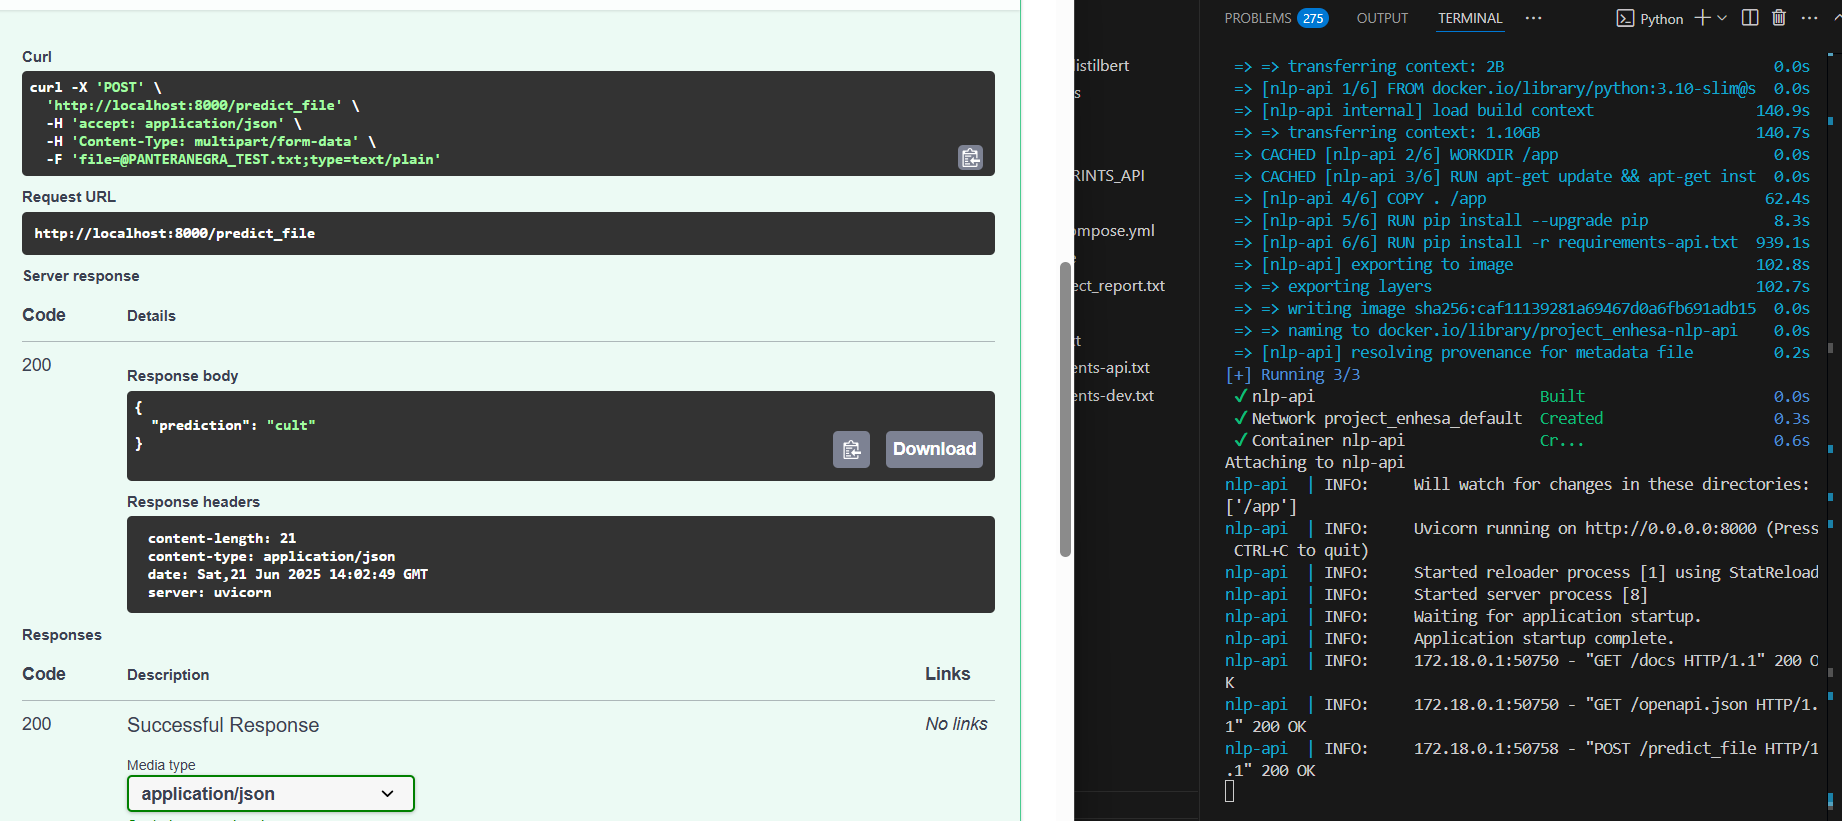 Curl
curl -X 'POST' \
'http://localhost:8000/predict_file' \
-H 'accept: application/json' \
-H 'Content-Type: multipart/form-data' \
-F 'file=@PANTERANEGRA_TEST.txt;type=text/plain'
Request URL
http://localhost:8000/predict_file
Server response
Code Details
200
Response body
{
"prediction": "cult"
}
Download
Response headers
content-length: 21
content-type: application/json
date: Sat,21 Jun 2025 14:02:49 GMT
server: uvicorn
Responses
Code Description Links
200 Successful Response No links
Media type
application/json
istilbert
s
RINTS_API
ompose.yml
ect_report.txt
ct
ents-api.txt
ents-dev.txt
PROBLEMS 275 OUTPUT TERMINAL ··· Python
=> => transferring context: 2B 0.0s
=> [nlp-api 1/6] FROM docker.io/library/python:3.10-slim@s 0.0s
=> [nlp-api internal] load build context 140.9s
=> => transferring context: 1.10GB 140.7s
=> CACHED [nlp-api 2/6] WORKDIR /app 0.0s
=> CACHED [nlp-api 3/6] RUN apt-get update && apt-get inst 0.0s
=> [nlp-api 4/6] COPY . /app 62.4s
=> [nlp-api 5/6] RUN pip install --upgrade pip 8.3s
=> [nlp-api 6/6] RUN pip install -r requirements-api.txt 939.1s
=> [nlp-api] exporting to image 102.8s
=> => exporting layers 102.7s
=> => writing image sha256:caf11139281a69467d0a6fb691adb15 0.0s
=> => naming to docker.io/library/project_enhesa-nlp-api 0.0s
=> [nlp-api] resolving provenance for metadata file 0.2s
[+] Running 3/3
✓ nlp-api Built 0.0s
✓ Network project_enhesa_default Created 0.3s
✓ Container nlp-api Cr... 0.6s
Attaching to nlp-api
nlp-api | INFO: Will watch for changes in these directories:
['/app']
nlp-api | INFO: Uvicorn running on http://0.0.0.0:8000 (Press
CTRL+C to quit)
nlp-api | INFO: Started reloader process [1] using StatReload
nlp-api | INFO: Started server process [8]
nlp-api | INFO: Waiting for application startup.
nlp-api | INFO: Application startup complete.
nlp-api | INFO: 172.18.0.1:50750 - "GET /docs HTTP/1.1" 200 O
K
nlp-api | INFO: 172.18.0.1:50750 - "GET /openapi.json HTTP/1.
1" 200 OK
nlp-api | INFO: 172.18.0.1:50758 - "POST /predict_file HTTP/1
.1" 200 OK